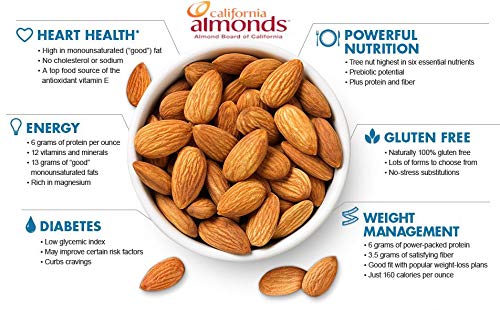 california
almonds™
Almond Board of California
HEART HEALTH*
• High in monounsaturated ("good") fat
• No cholesterol or sodium
• A top food source of the
antioxidant vitamin E
POWERFUL
NUTRITION
• Tree nut highest in six essential nutrients
• Prebiotic potential
• Plus protein and fiber
ENERGY
• 6 grams of protein per ounce
• 12 vitamins and minerals
• 13 grams of "good"
monounsaturated fats
• Rich in magnesium
GLUTEN FREE
• Naturally 100% gluten free
• Lots of forms to choose from
• No-stress substitutions
DIABETES
• Low glycemic index
• May improve certain risk factors
• Curbs cravings
WEIGHT
MANAGEMENT
• 6 grams of power-packed protein
• 3.5 grams of satisfying fiber
• Good fit with popular weight-loss plans
• Just 160 calories per ounce